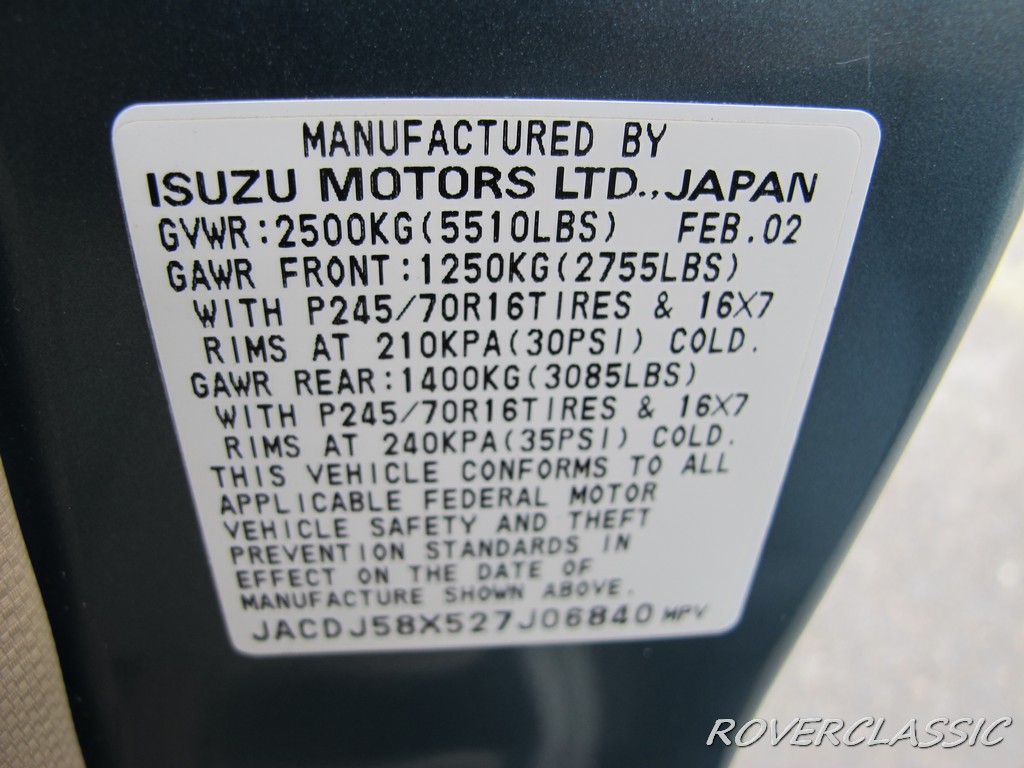 MANUFACTURED BY
ISUZU MOTORS LTD., JAPAN
GVWR:2500KG(5510LBS) FEB.02
GAWR FRONT:1250KG(2755LBS)
WITH P245/70R16TIRES & 16X7
RIMS AT 210KPA(30PSI) COLD.
GAWR REAR:1400KG(3085LBS)
WITH P245/70R16TIRES & 16X7
RIMS AT 240KPA(35PSI) COLD.
THIS VEHICLE CONFORMS TO ALL
APPLICABLE FEDERAL MOTOR
VEHICLE SAFETY AND THEFT
PREVENTION STANDARDS IN
EFFECT ON THE DATE OF
MANUFACTURE SHOWN ABOVE.
JACDJ58X527J06840 MPV
ROVERCLASSIC